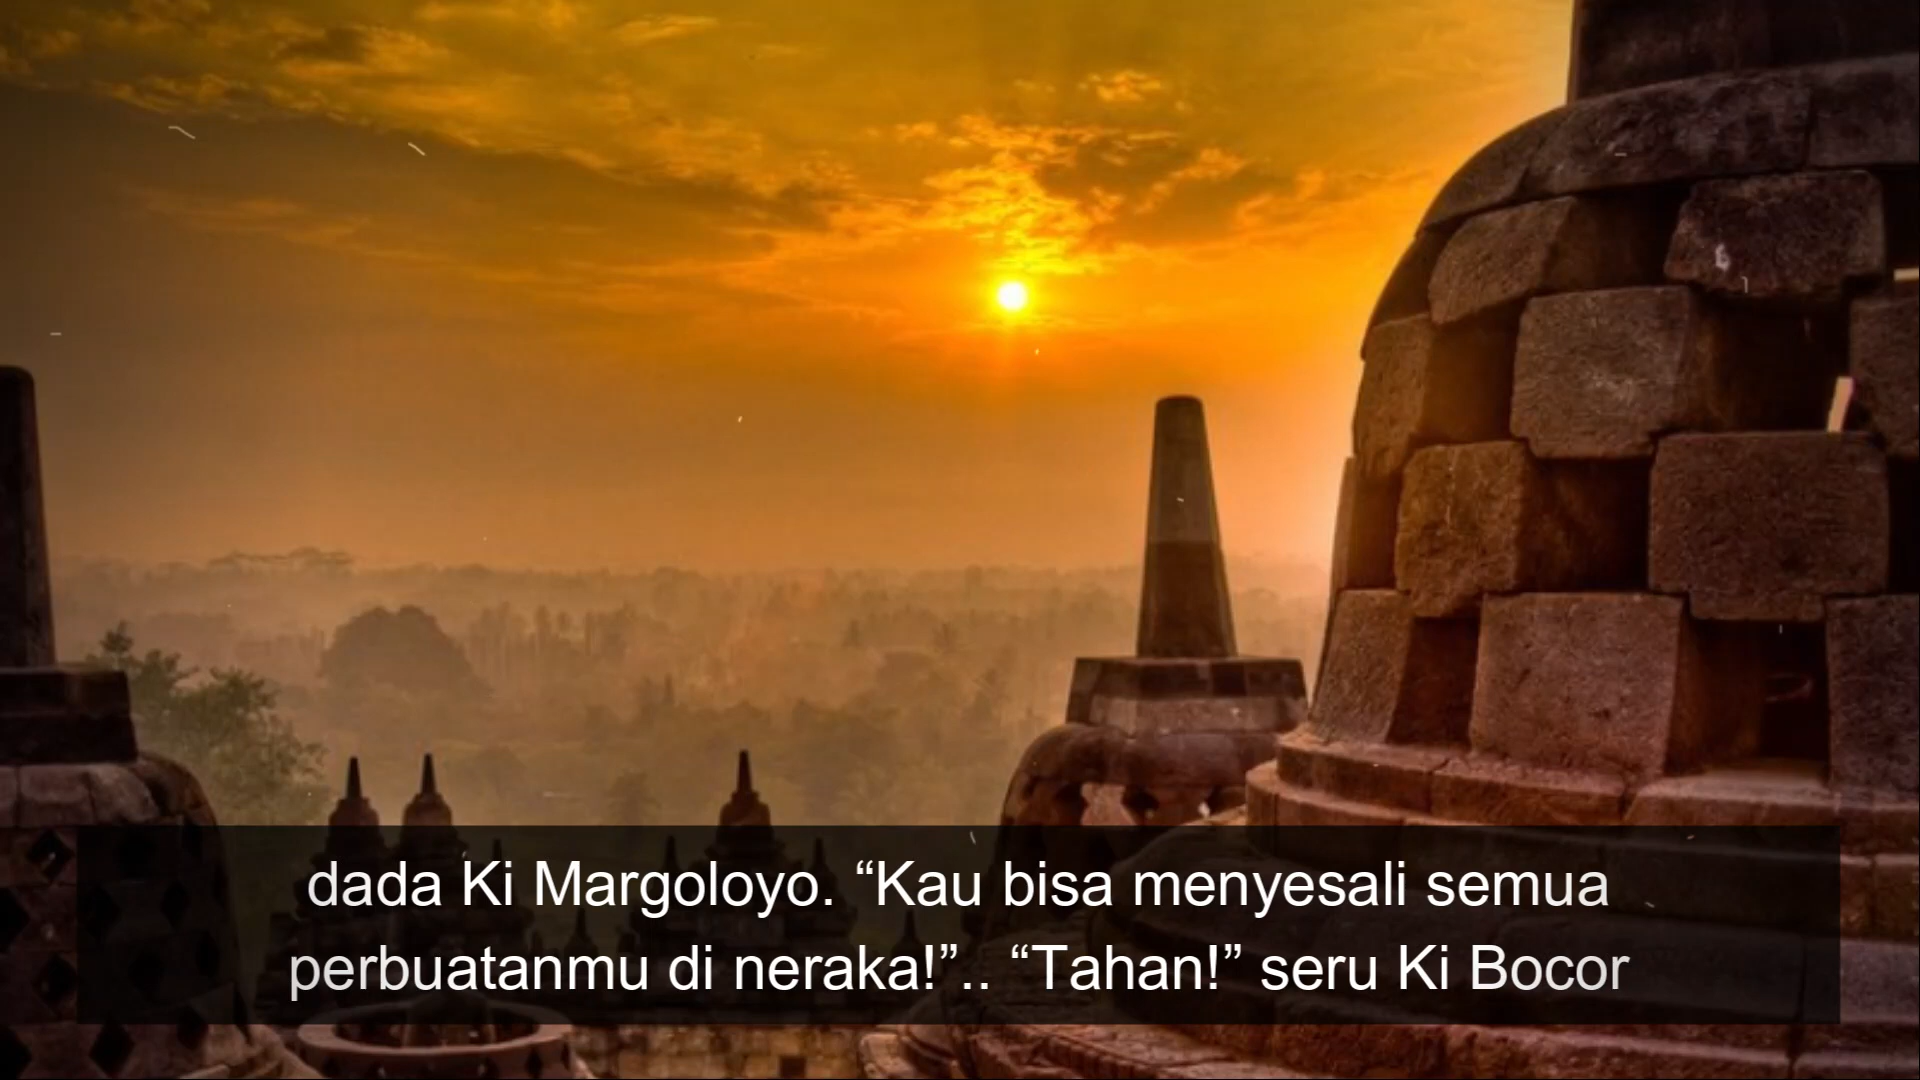 dada Ki Margoloyo. “Kau bisa menyesali semua
perbuatanmu di neraka!”.. “Tahan!” seru Ki Bocor